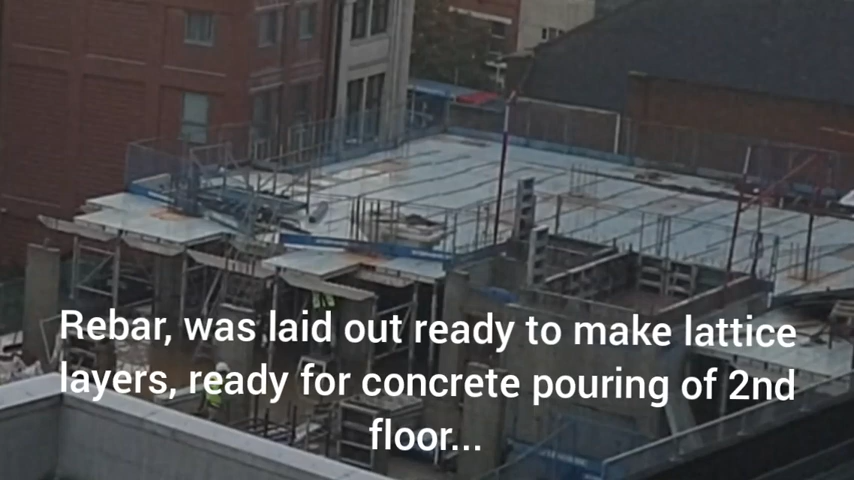 Rebar, was laid out ready to make lattice
layers, ready for concrete pouring of 2nd
floor...